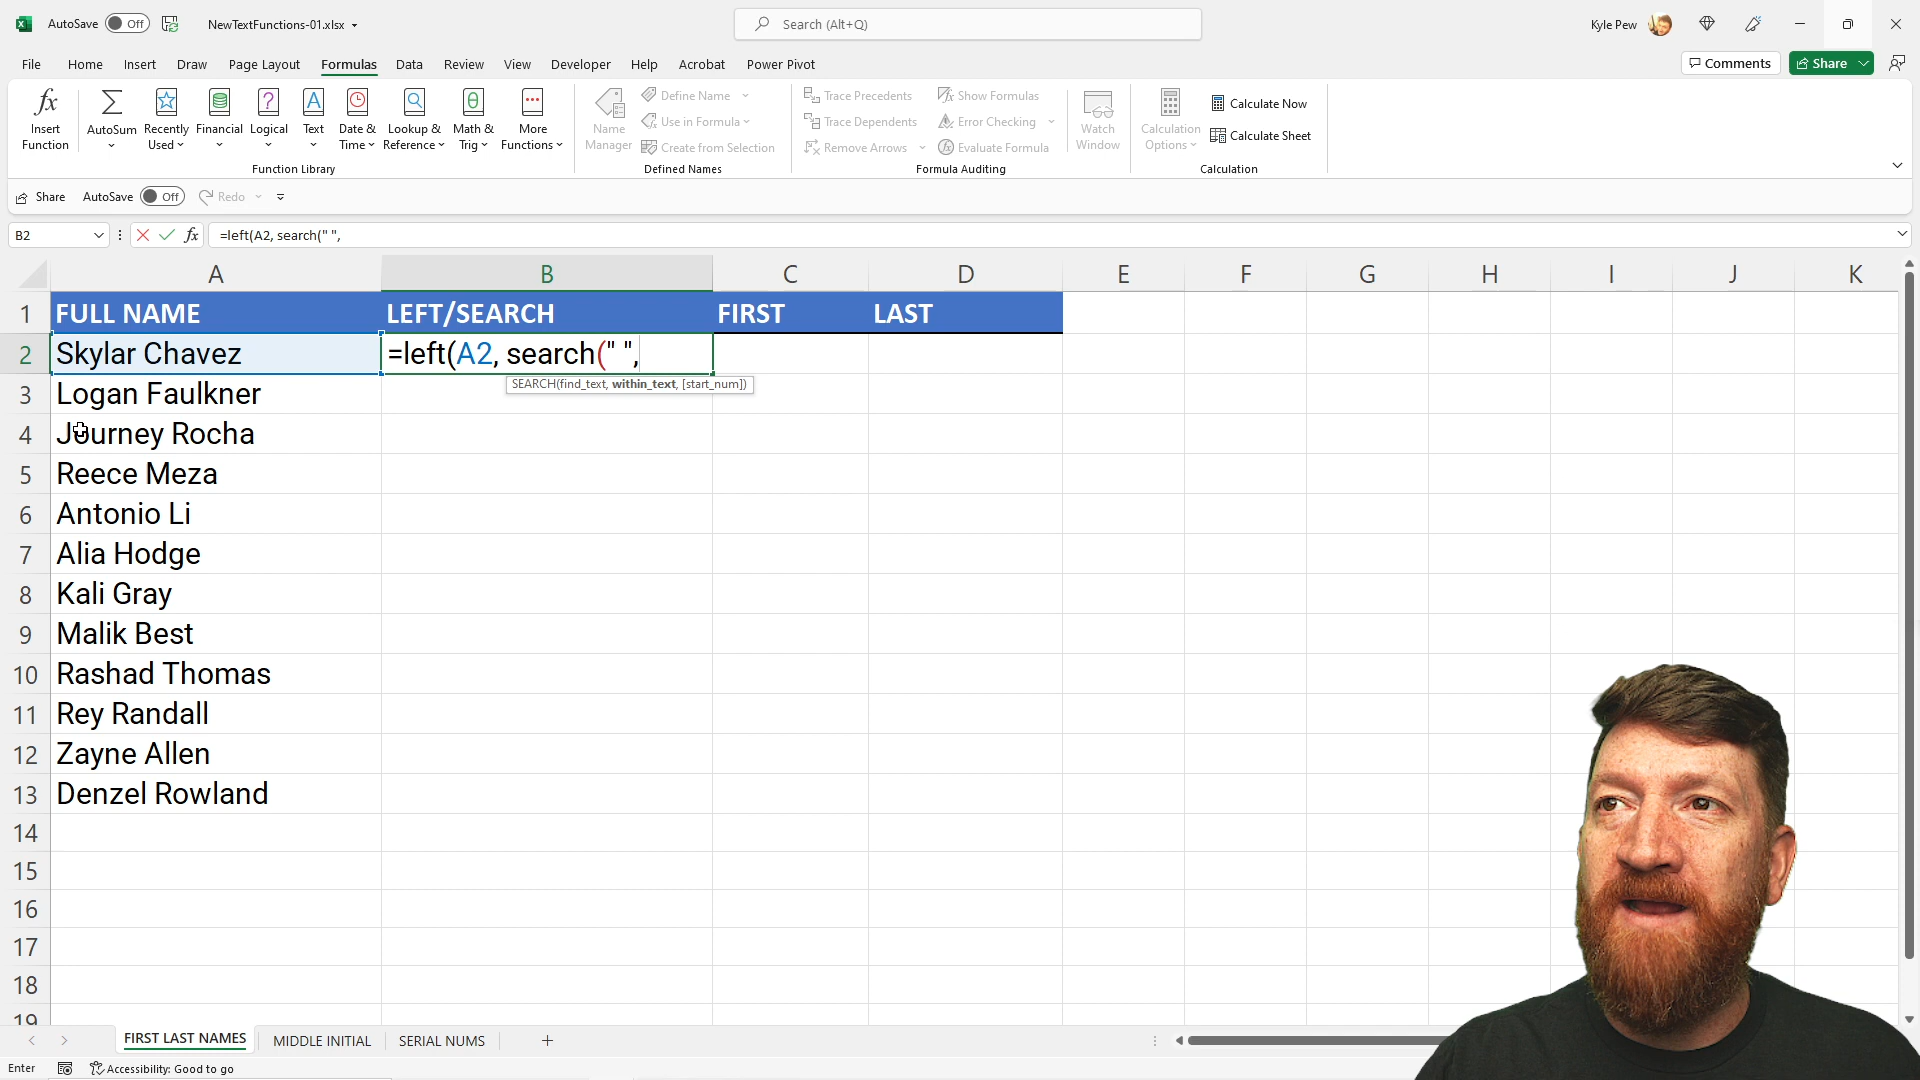 AutoSave Off NewTextFunctions-01.xlsx Search (Alt+Q) Kyle Pew
File Home Insert Draw Page Layout Formulas Data Review View Developer Help Acrobat Power Pivot Comments Share
Insert Function AutoSum Recently Used Financial Logical Text Date & Time Lookup & Reference Math & Trig More Functions
Function Library
Name Manager
Define Name
Use in Formula
Create from Selection
Defined Names
Trace Precedents Show Formulas
Trace Dependents Error Checking
Remove Arrows Evaluate Formula
Watch Window
Formula Auditing
Calculation Options
Calculate Now
Calculate Sheet
Calculation
Share AutoSave Off Redo
B2 fx =left(A2, search(" ",
A B C D E F G H I J K
1 FULL NAME LEFT/SEARCH FIRST LAST
2 Skylar Chavez =left(A2, search(" ",
SEARCH(find_text, within_text, [start_num])
3 Logan Faulkner
4 Journey Rocha
5 Reece Meza
6 Antonio Li
7 Alia Hodge
8 Kali Gray
9 Malik Best
10 Rashad Thomas
11 Rey Randall
12 Zayne Allen
13 Denzel Rowland
14
15
16
17
18
19
FIRST LAST NAMES MIDDLE INITIAL SERIAL NUMS
Enter Accessibility: Good to go